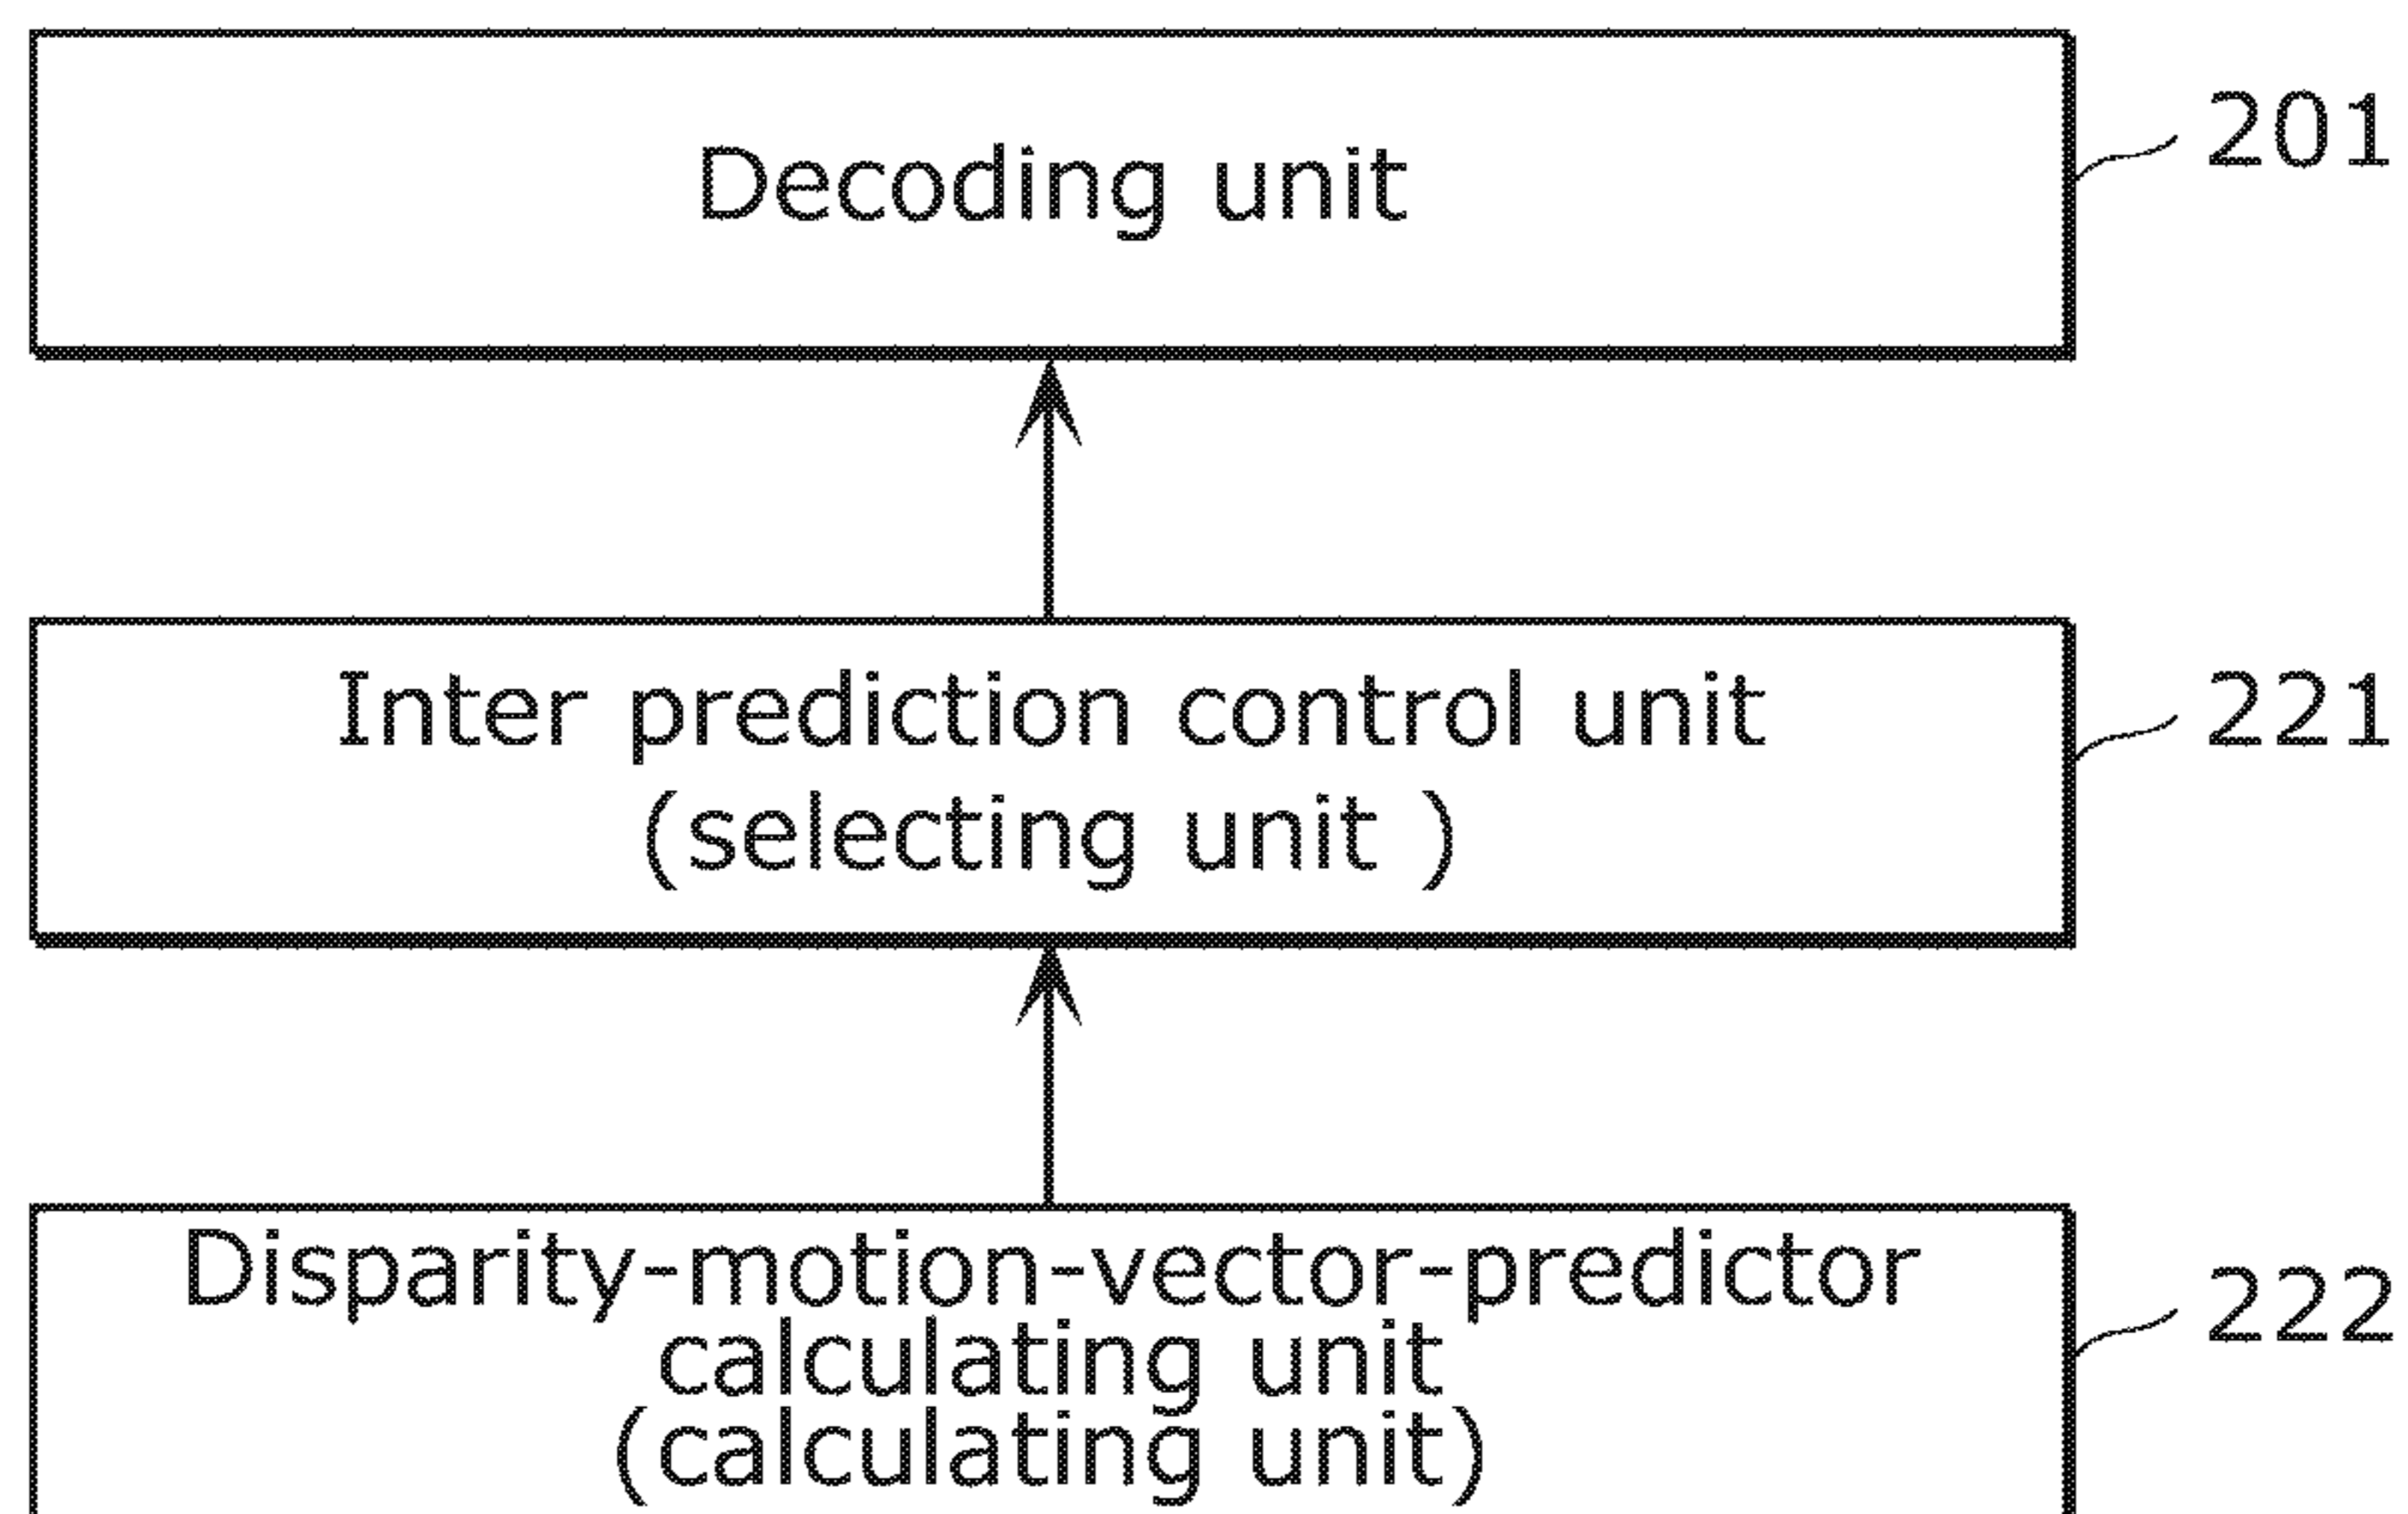 Decoding unit
201
Inter prediction control unit
(selecting unit )
221
Disparity-motion-vector-predictor
calculating unit
(calculating unit)
222